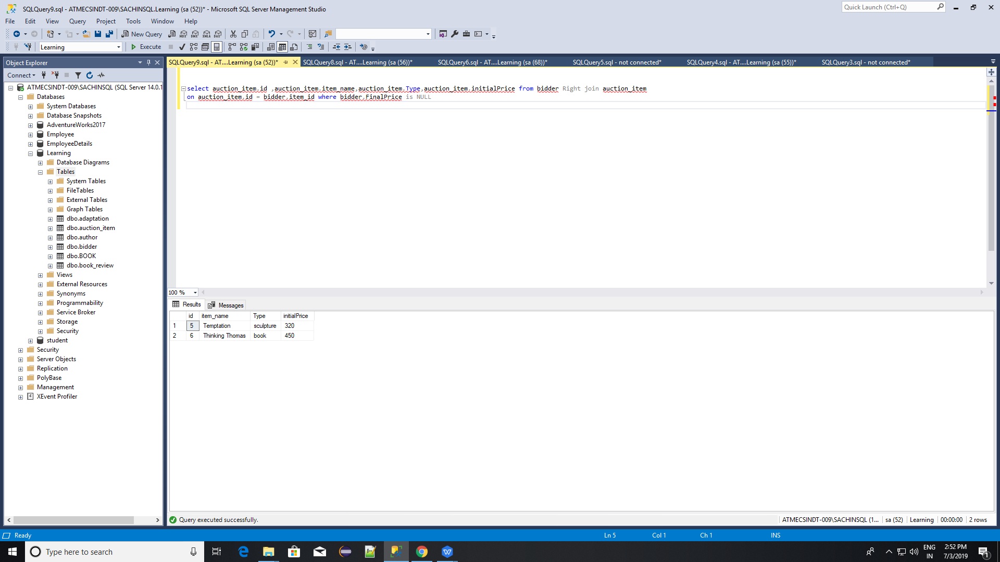 SQLQuery9.sql - ATMECSINDT-009\SACHINSQL.Learning (sa (52))* - Microsoft SQL Server Management Studio
Quick Launch (Ctrl+Q)
File Edit View Query Project Tools Window Help
New Query MDX DMX XMLA DAX
Learning Execute
Object Explorer
Connect
ATMECSINDT-009\SACHINSQL (SQL Server 14.0.1
Databases
System Databases
Database Snapshots
AdventureWorks2017
Employee
EmployeeDetails
Learning
Database Diagrams
Tables
System Tables
FileTables
External Tables
Graph Tables
dbo.adaptation
dbo.auction_item
dbo.author
dbo.bidder
dbo.BOOK
dbo.book_review
Views
External Resources
Synonyms
Programmability
Service Broker
Storage
Security
student
Security
Server Objects
Replication
PolyBase
Management
XEvent Profiler
SQLQuery9.sql - AT....Learning (sa (52))* SQLQuery8.sql - AT....Learning (sa (56))* SQLQuery6.sql - AT....Learning (sa (68))* SQLQuery5.sql - not connected* SQLQuery4.sql - AT....Learning (sa (55))* SQLQuery3.sql - not connected*
select auction_item.id ,auction_item.item_name,auction_item.Type,auction_item.initialPrice from bidder Right join auction_item
on auction_item.id = bidder.item_id where bidder.FinalPrice is NULL
100 %
Results Messages
id item_name Type initialPrice
1 5 Temptation sculpture 320
2 6 Thinking Thomas book 450
Query executed successfully. ATMECSINDT-009\SACHINSQL (1... sa (52) Learning 00:00:00 2 rows
Ready Ln 5 Col 1 Ch 1 INS
Type here to search
ENG
IN
2:52 PM
7/3/2019
1